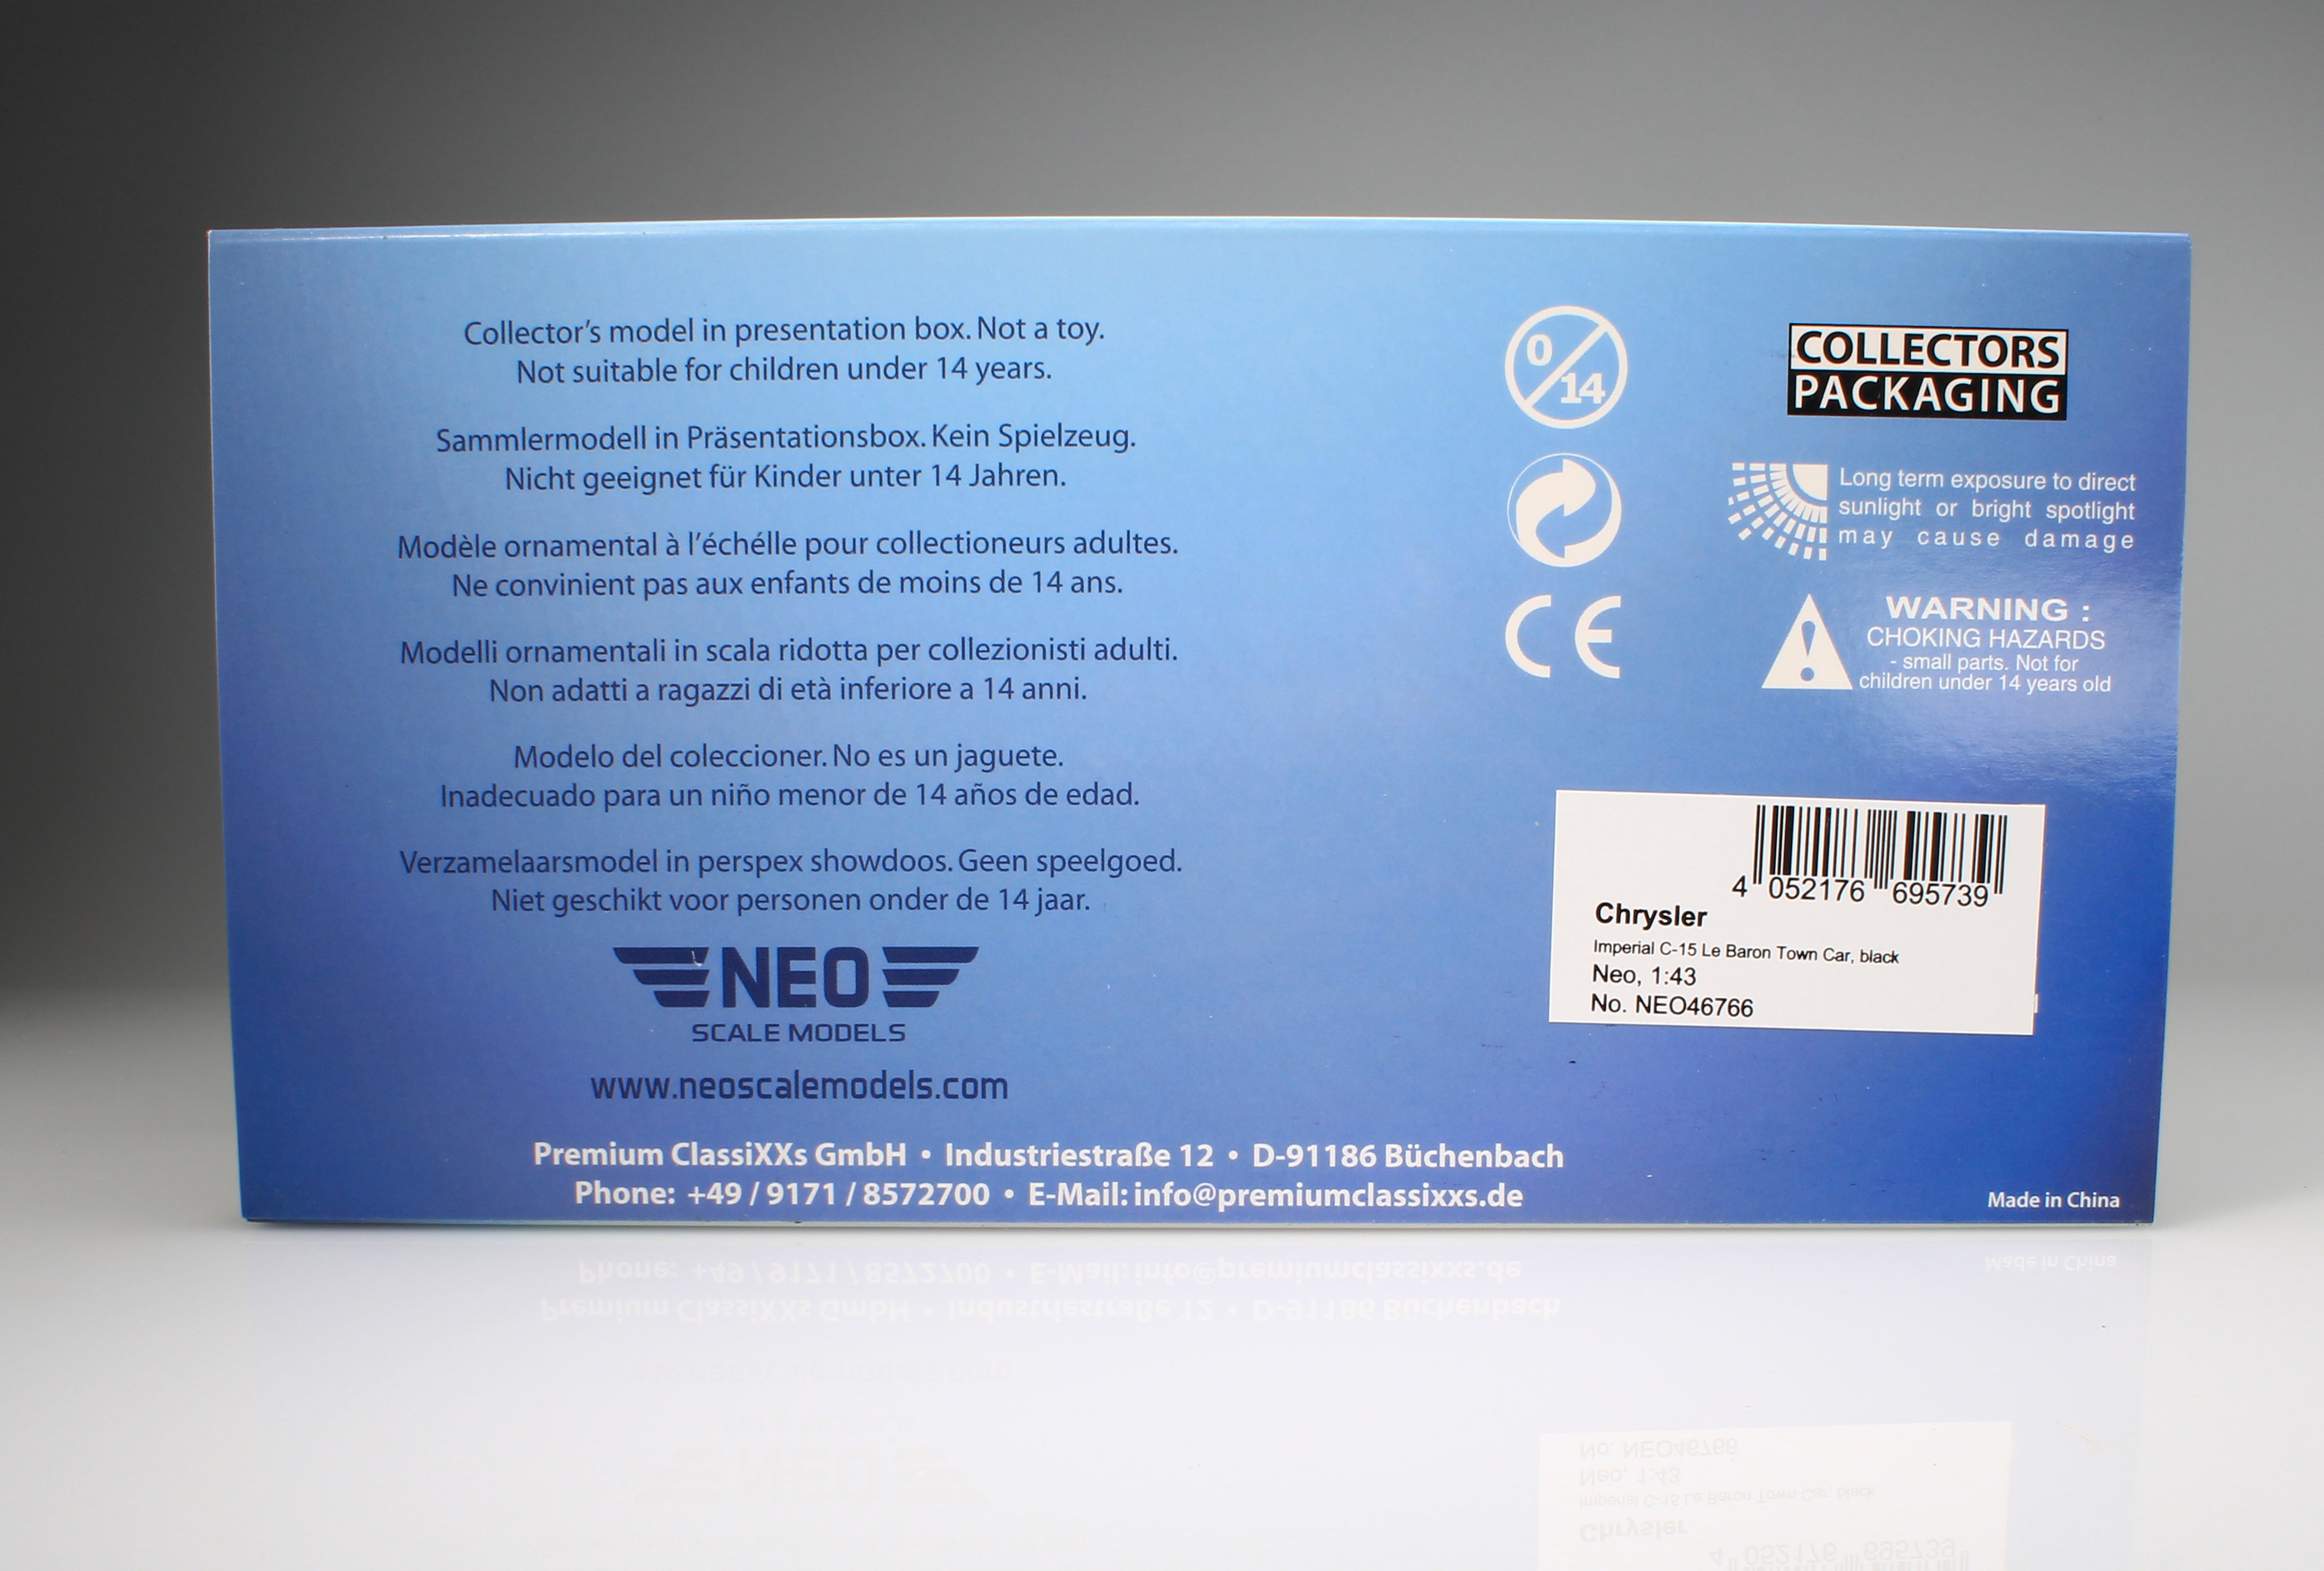 Collector's model in presentation box. Not a toy.
Not suitable for children under 14 years.
Sammlermodell in Präsentationsbox. Kein Spielzeug.
Nicht geeignet für Kinder unter 14 Jahren.
Modèle ornamental à l'échélle pour collectioneurs adultes.
Ne convinient pas aux enfants de moins de 14 ans.
Modelli ornamentali in scala ridotta per collezionisti adulti.
Non adatti a ragazzi di età inferiore a 14 anni.
Modelo del coleccioner. No es un jaguete.
Inadecuado para un niño menor de 14 años de edad.
Verzamelaarsmodel in perspex showdoos. Geen speelgoed.
Niet geschikt voor personen onder de 14 jaar.
NEO
SCALE MODELS
www.neoscalemodels.com
Premium ClassiXXs GmbH • Industriestraße 12 • D-91186 Büchenbach
Phone: +49 / 9171 / 8572700 • E-Mail: info@premiumclassixxs.de
0
14
CE
COLLECTORS
PACKAGING
Long term exposure to direct
sunlight or bright spotlight
may cause damage
WARNING :
CHOKING HAZARDS
- small parts. Not for
children under 14 years old
4 052176 695739
Chrysler
Imperial C-15 Le Baron Town Car, black
Neo, 1:43
No. NEO46766
Made in China